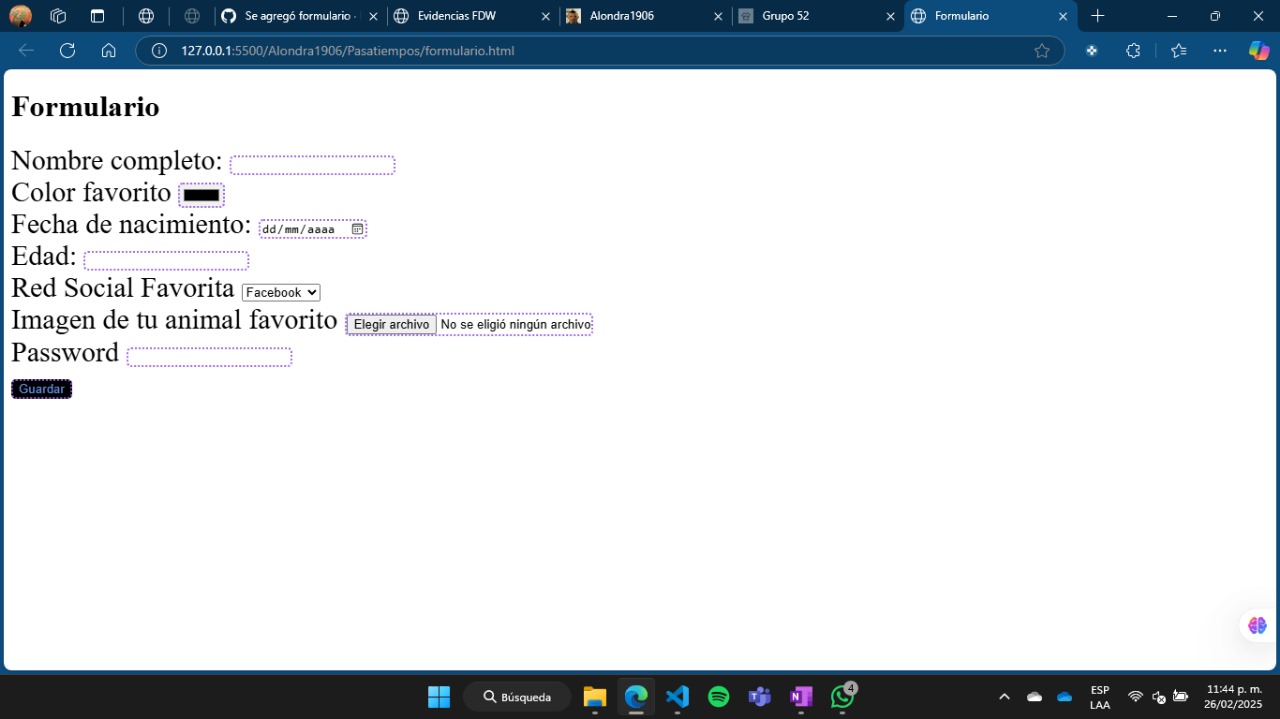 Se agregó formulario
Evidencias FDW
Alondra1906
Grupo 52
Formulario
127.0.0.1:5500/Alondra1906/Pasatiempos/formulario.html
Formulario
Nombre completo:
Color favorito
Fecha de nacimiento: dd/mm/aaaa
Edad:
Red Social Favorita Facebook
Imagen de tu animal favorito Elegir archivo No se eligió ningún archivo
Password
Guardar
Búsqueda
4
ESP
LAA
11:44 p. m.
26/02/2025